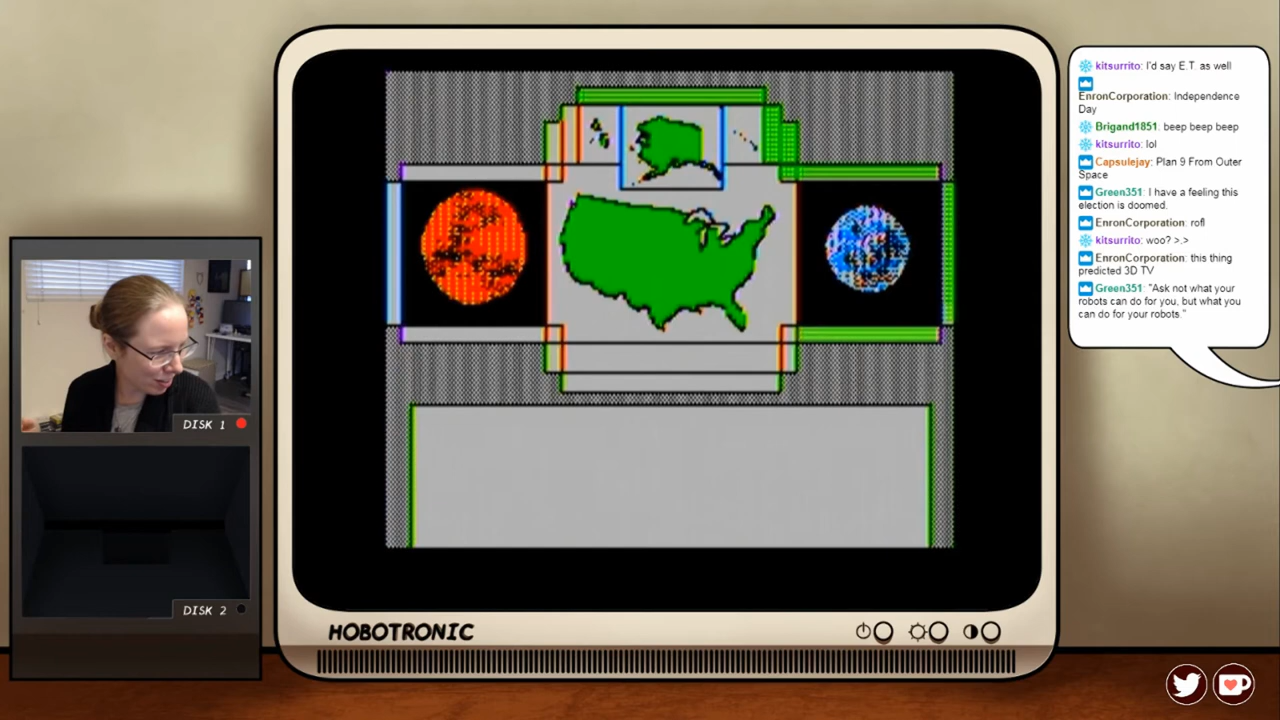 kitsurrito: I'd say E.T. as well
EnronCorporation: Independence
Day
Brigand1851: beep beep beep
kitsurrito: lol
Capsulejay: Plan 9 From Outer
Space
Green351: I have a feeling this
election is doomed.
EnronCorporation: rofl
kitsurrito: woo? >.>
EnronCorporation: this thing
predicted 3D TV
Green351: "Ask not what your
robots can do for you, but what you
can do for your robots."
DISK 1
DISK 2
HOBOTRONIC